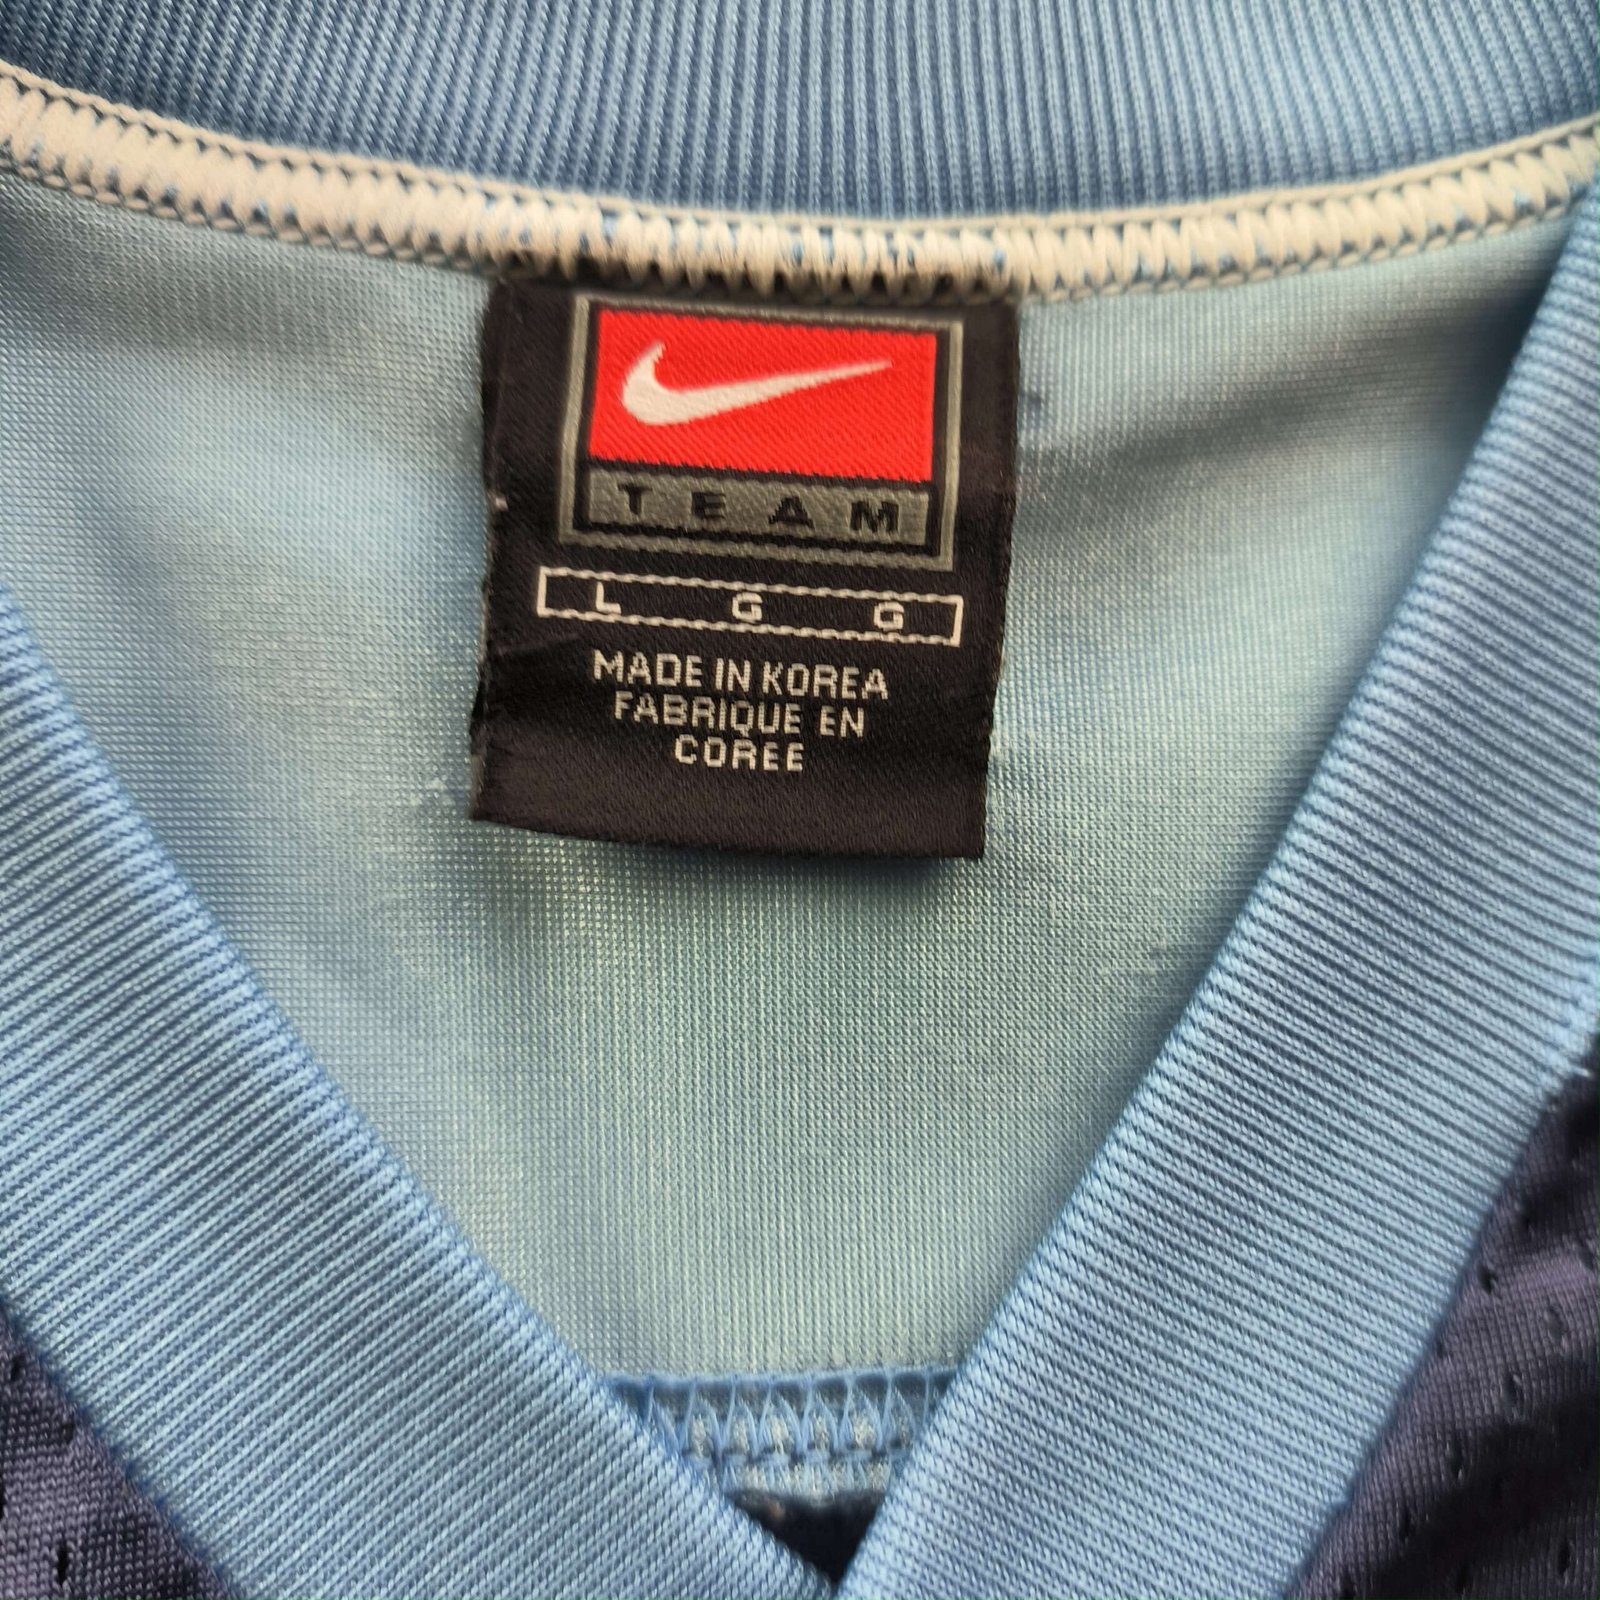 TEAM
L G G
MADE IN KOREA
FABRIQUE EN
COREE